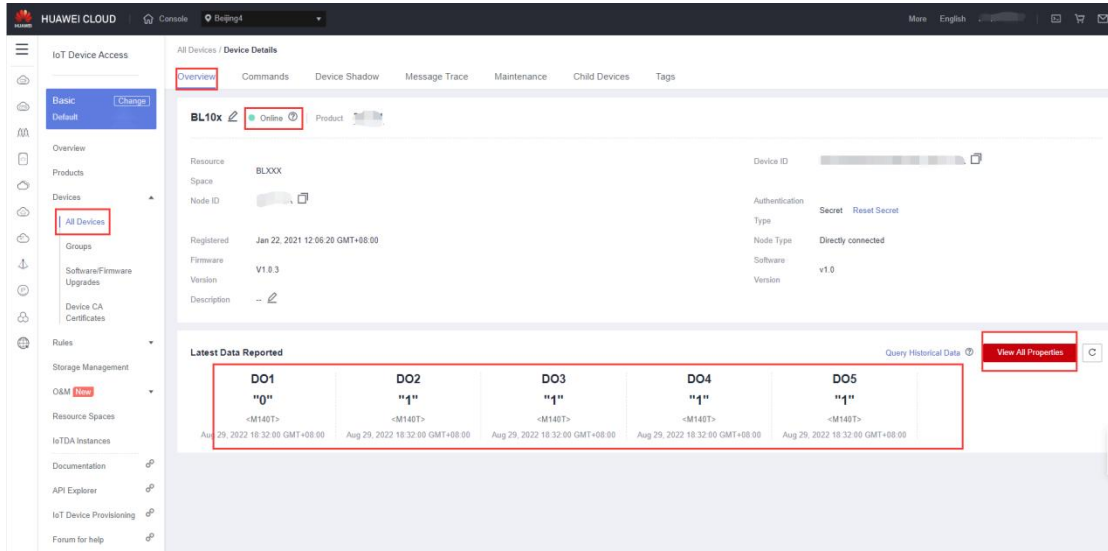 HUAWEI
HUAWEI CLOUD
Console
Beijing4
More
English
IoT Device Access
Basic
Change
Default
Overview
Products
Devices
All Devices
Groups
Software/Firmware
Upgrades
Device CA
Certificates
Rules
Storage Management
O&M New
Resource Spaces
IoTDA Instances
Documentation
API Explorer
IoT Device Provisioning
Forum for help
All Devices / Device Details
Overview
Commands
Device Shadow
Message Trace
Maintenance
Child Devices
Tags
BL10x
Online
Product
Resource
Space
BLXXX
Device ID
Node ID
Authentication
Type
Secret Reset Secret
Registered
Jan 22, 2021 12:06:20 GMT+08:00
Node Type
Directly connected
Firmware
Version
V1.0.3
Software
Version
v1.0
Description
--
Latest Data Reported
Query Historical Data
View All Properties
DO1
"0"
<M140T>
Aug 29, 2022 18:32:00 GMT+08:00
DO2
"1"
<M140T>
Aug 29, 2022 18:32:00 GMT+08:00
DO3
"1"
<M140T>
Aug 29, 2022 18:32:00 GMT+08:00
DO4
"1"
<M140T>
Aug 29, 2022 18:32:00 GMT+08:00
DO5
"1"
<M140T>
Aug 29, 2022 18:32:00 GMT+08:00